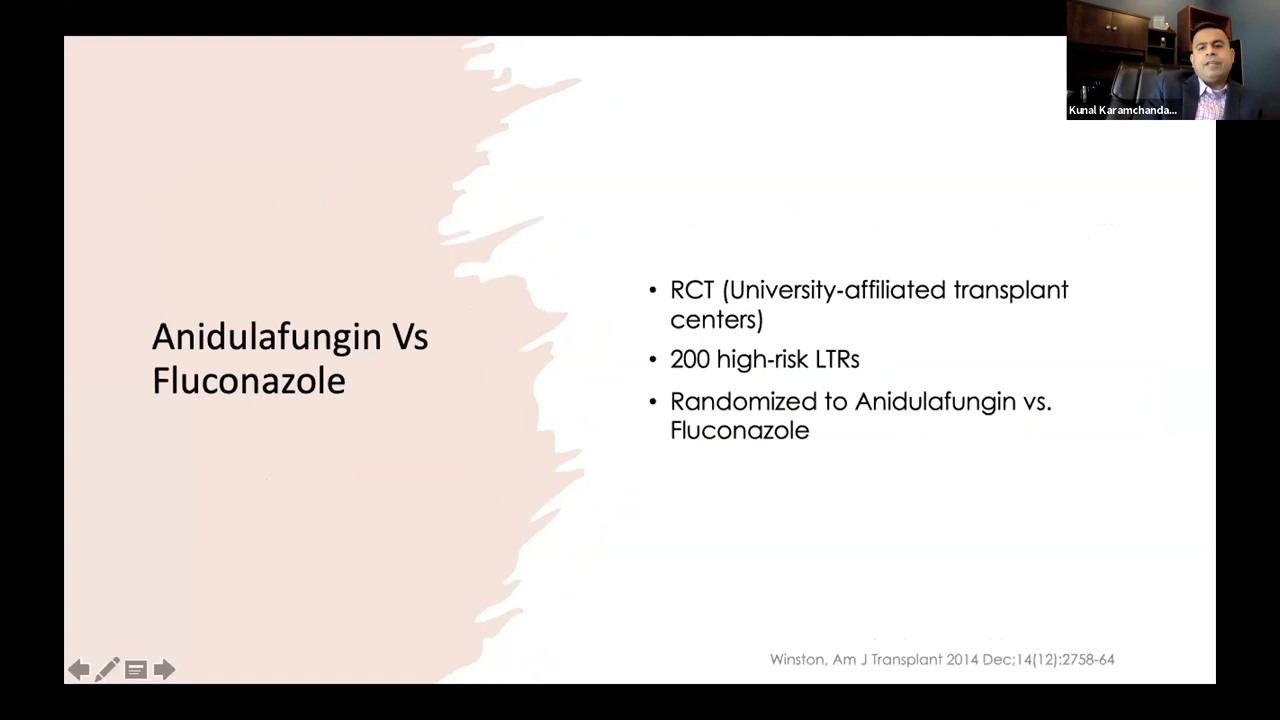 Kunal Karamchanda...
Anidulafungin Vs
Fluconazole
• RCT (University-affiliated transplant
centers)
• 200 high-risk LTRs
• Randomized to Anidulafungin vs.
Fluconazole
Winston, Am J Transplant 2014 Dec;14(12):2758-64